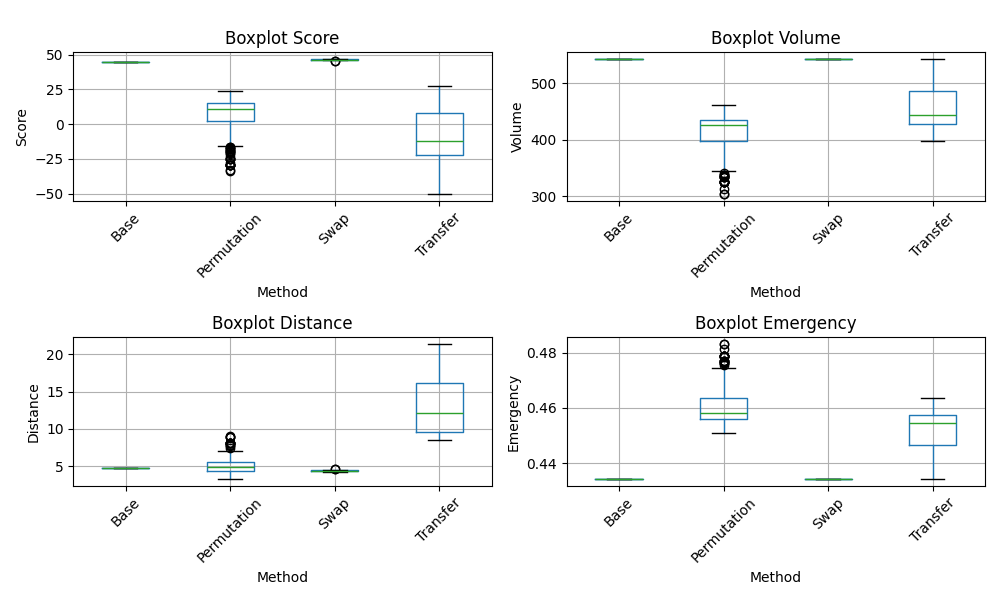 Boxplot Score
Score
50
25
0
−25
−50
Base
Permutation
Swap
Transfer
Method
Boxplot Volume
Volume
500
400
300
Base
Permutation
Swap
Transfer
Method
Boxplot Distance
Distance
20
15
10
5
Base
Permutation
Swap
Transfer
Method
Boxplot Emergency
Emergency
0.48
0.46
0.44
Base
Permutation
Swap
Transfer
Method